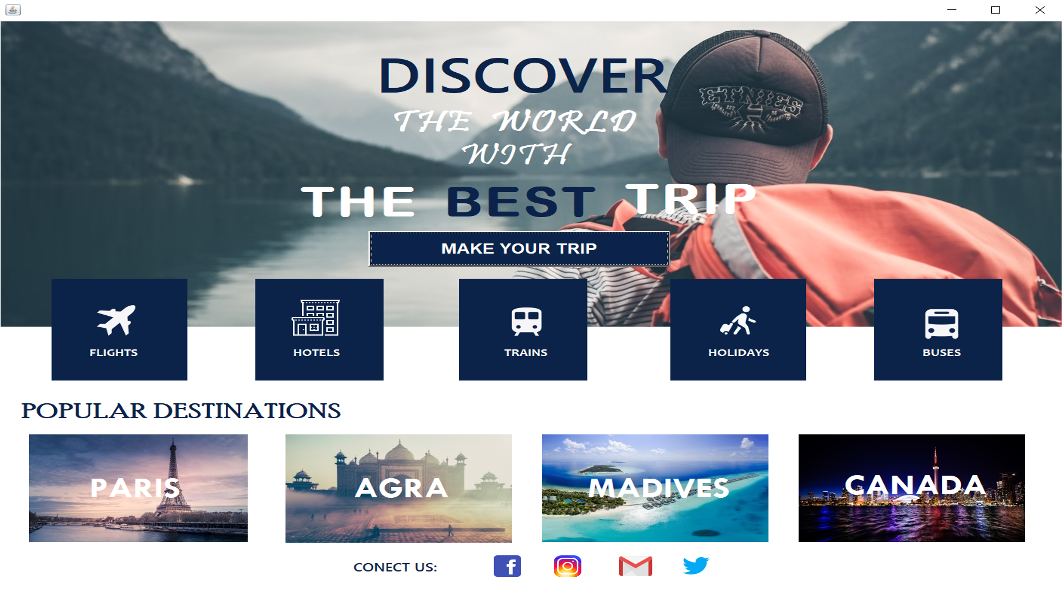 DISCOVER
THE WORLD
WITH
THE BEST TRIP
ETNIES
MAKE YOUR TRIP
FLIGHTS
HOTELS
TRAINS
HOLIDAYS
BUSES
POPULAR DESTINATIONS
PARIS
AGRA
MADIVES
CANADA
CONECT US: